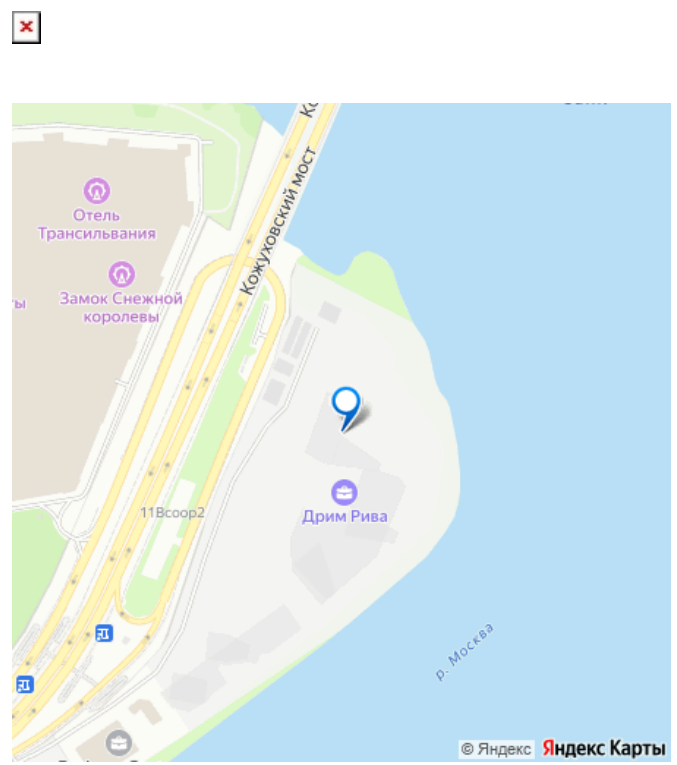 Кожуховский мост
Отель
Трансильвания
Замок Снежной
королевы
ы
11Всоор2
Дрим Рива
р. Москва
© Яндекс Яндекс Карты